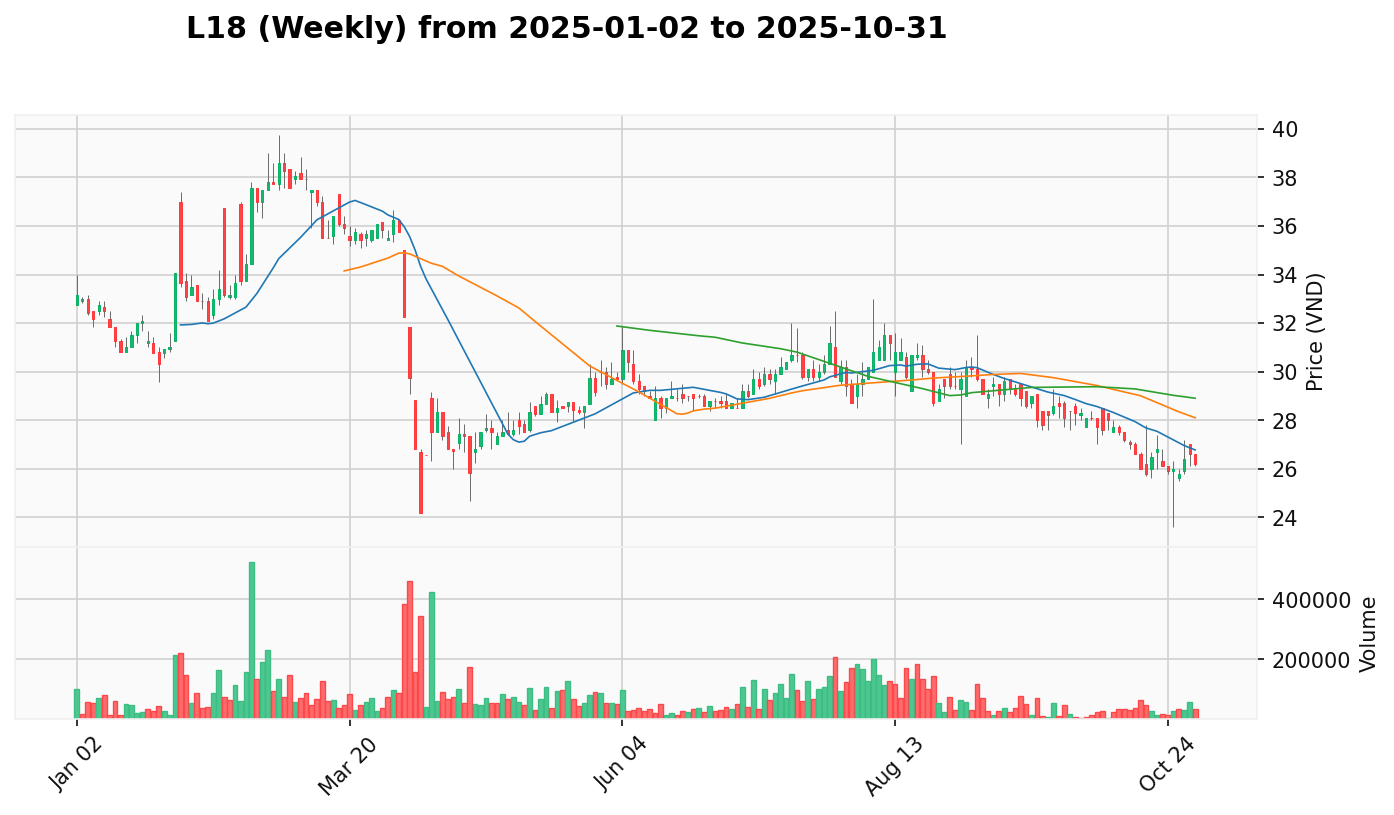 L18 (Weekly) from 2025-01-02 to 2025-10-31
40
38
36
34
32
30
28
26
24
Price (VND)
400000
200000
Volume
Jan 02
Mar 20
Jun 04
Aug 13
Oct 24